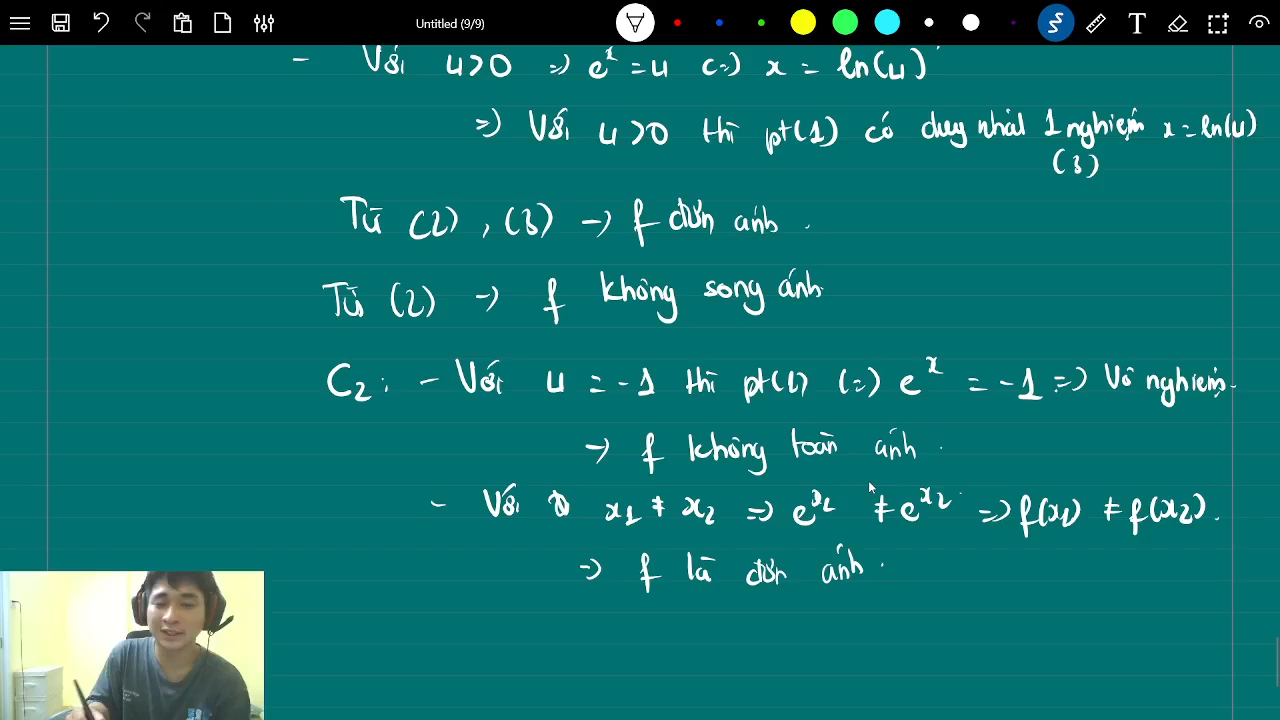 Untitled (9/9)
- Với u>0 => e^x = u <=> x = ln(u)
=> Với u>0 thì pt(1) có duy nhất 1 nghiệm x = ln(u)
(3)
Từ (2), (3) -> f đơn ánh.
Từ (2) -> f không song ánh.
C2: - Với u = -1 thì pt(1) <=> e^x = -1 => Vô nghiệm.
-> f không toàn ánh.
- Với x1 ≠ x2 => e^x1 ≠ e^x2 => f(x1) ≠ f(x2).
=> f là đơn ánh.